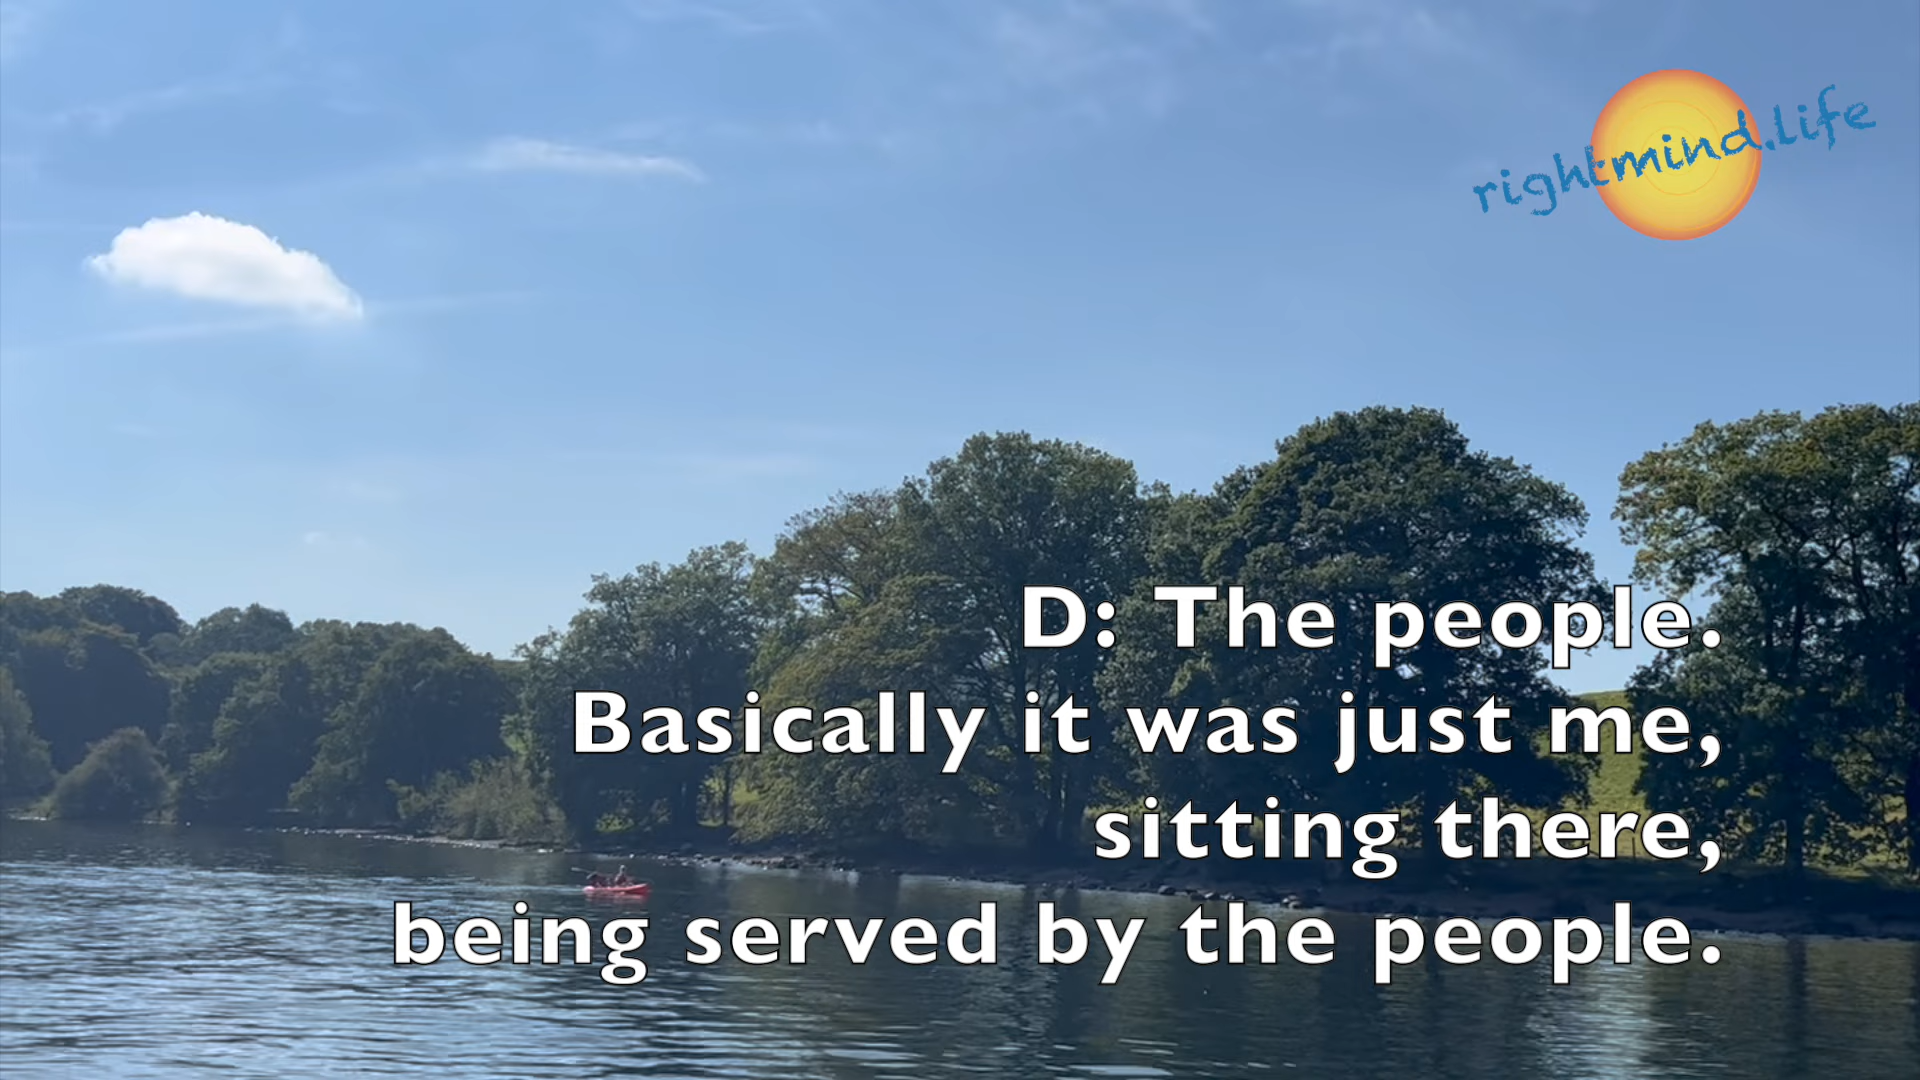 rightmind.life
D: The people.
Basically it was just me,
sitting there,
being served by the people.